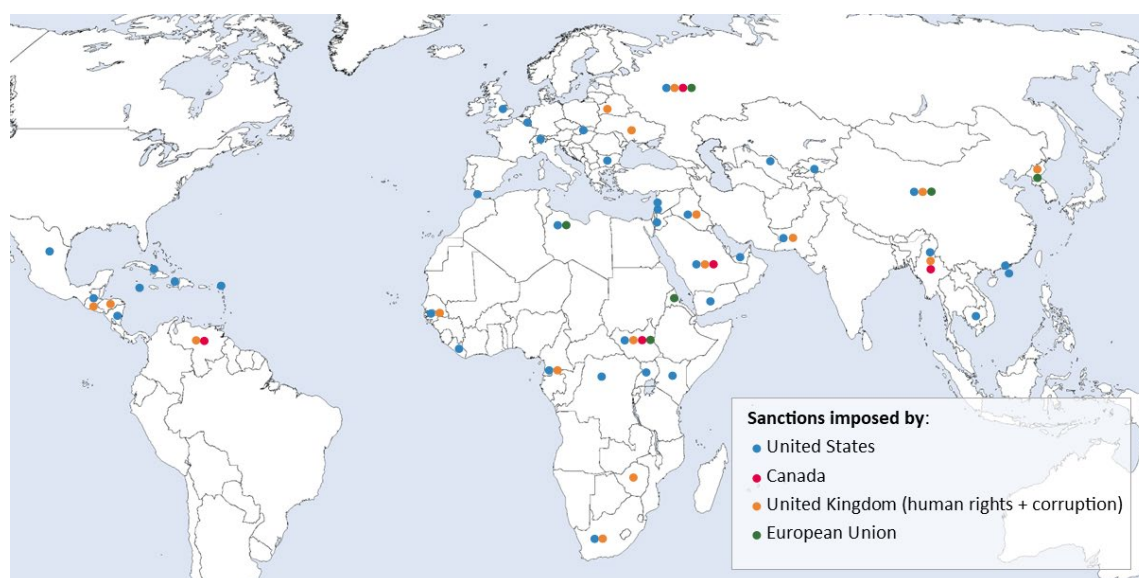 Sanctions imposed by:
United States
Canada
United Kingdom (human rights + corruption)
European Union